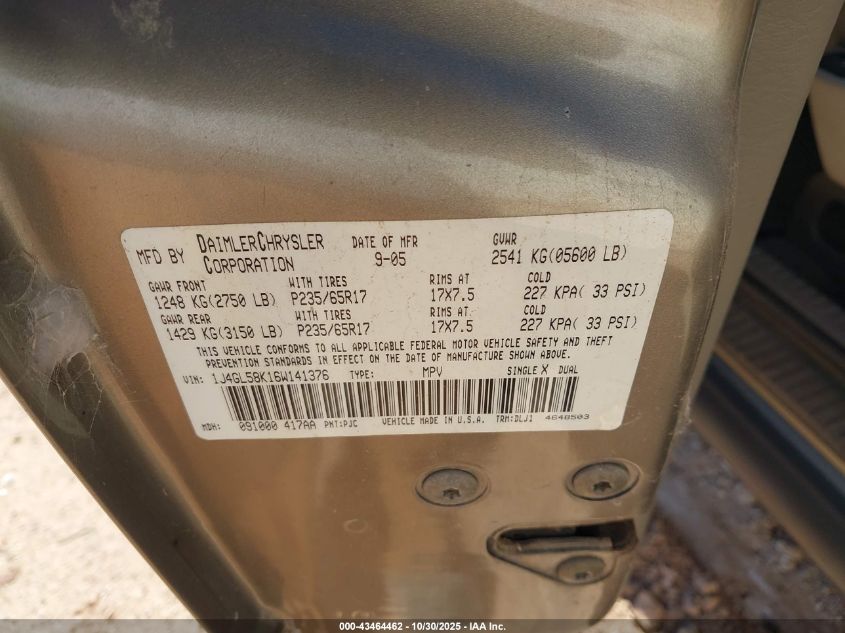 MFD BY DAIMLERCHRYSLER CORPORATION DATE OF MFR 9-05 GVWR 2541 KG(05600 LB)
GAWR FRONT WITH TIRES RIMS AT COLD
1248 KG(2750 LB) P235/65R17 17X7.5 227 KPA( 33 PSI)
GAWR REAR WITH TIRES RIMS AT COLD
1429 KG(3150 LB) P235/65R17 17X7.5 227 KPA( 33 PSI)
THIS VEHICLE CONFORMS TO ALL APPLICABLE FEDERAL MOTOR VEHICLE SAFETY AND THEFT
PREVENTION STANDARDS IN EFFECT ON THE DATE OF MANUFACTURE SHOWN ABOVE.
VIN: 1J4GL58K16W141376 TYPE: MPV SINGLE X DUAL
MDH: 091000 417AA PNT:PJC VEHICLE MADE IN U.S.A. TRM:DLJ1 4648503
000-43464462 - 10/30/2025 - IAA Inc.